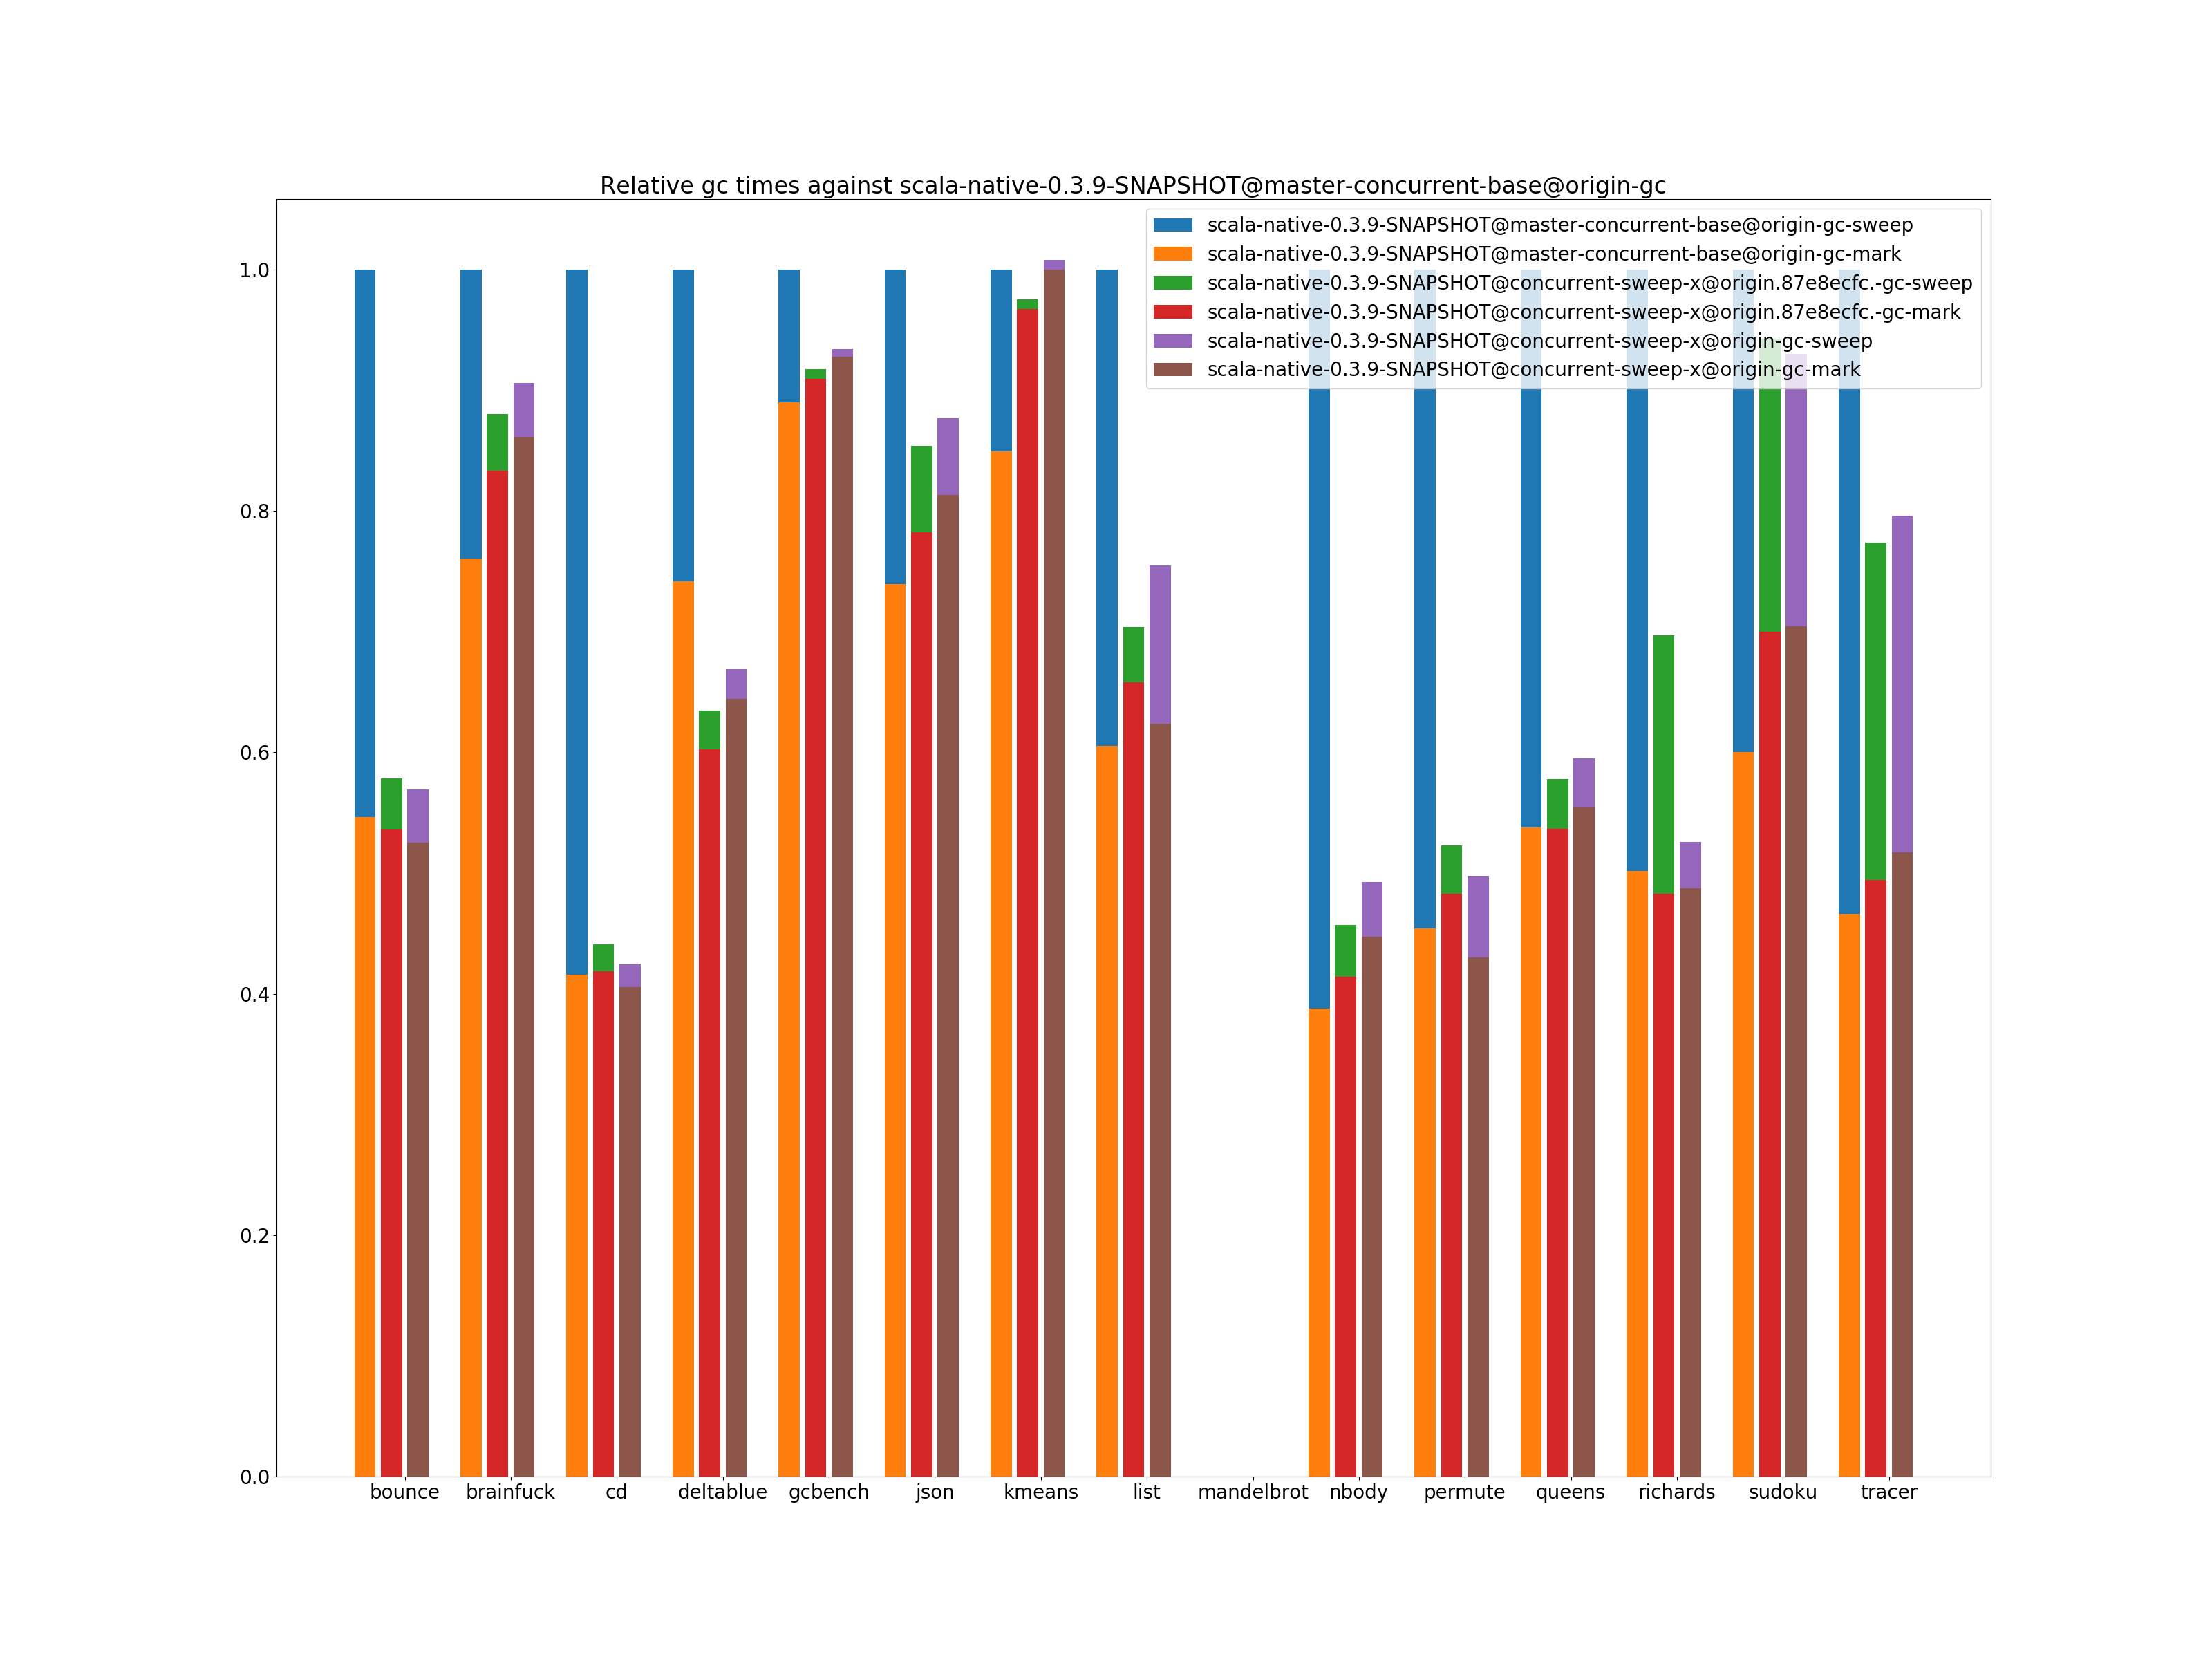 Relative gc times against scala-native-0.3.9-SNAPSHOT@master-concurrent-base@origin-gc
scala-native-0.3.9-SNAPSHOT@master-concurrent-base@origin-gc-sweep
scala-native-0.3.9-SNAPSHOT@master-concurrent-base@origin-gc-mark
scala-native-0.3.9-SNAPSHOT@concurrent-sweep-x@origin.87e8ecfc.-gc-sweep
scala-native-0.3.9-SNAPSHOT@concurrent-sweep-x@origin.87e8ecfc.-gc-mark
scala-native-0.3.9-SNAPSHOT@concurrent-sweep-x@origin-gc-sweep
scala-native-0.3.9-SNAPSHOT@concurrent-sweep-x@origin-gc-mark
1.0
0.8
0.6
0.4
0.2
0.0
bounce brainfuck cd deltablue gcbench json kmeans list mandelbrot nbody permute queens richards sudoku tracer